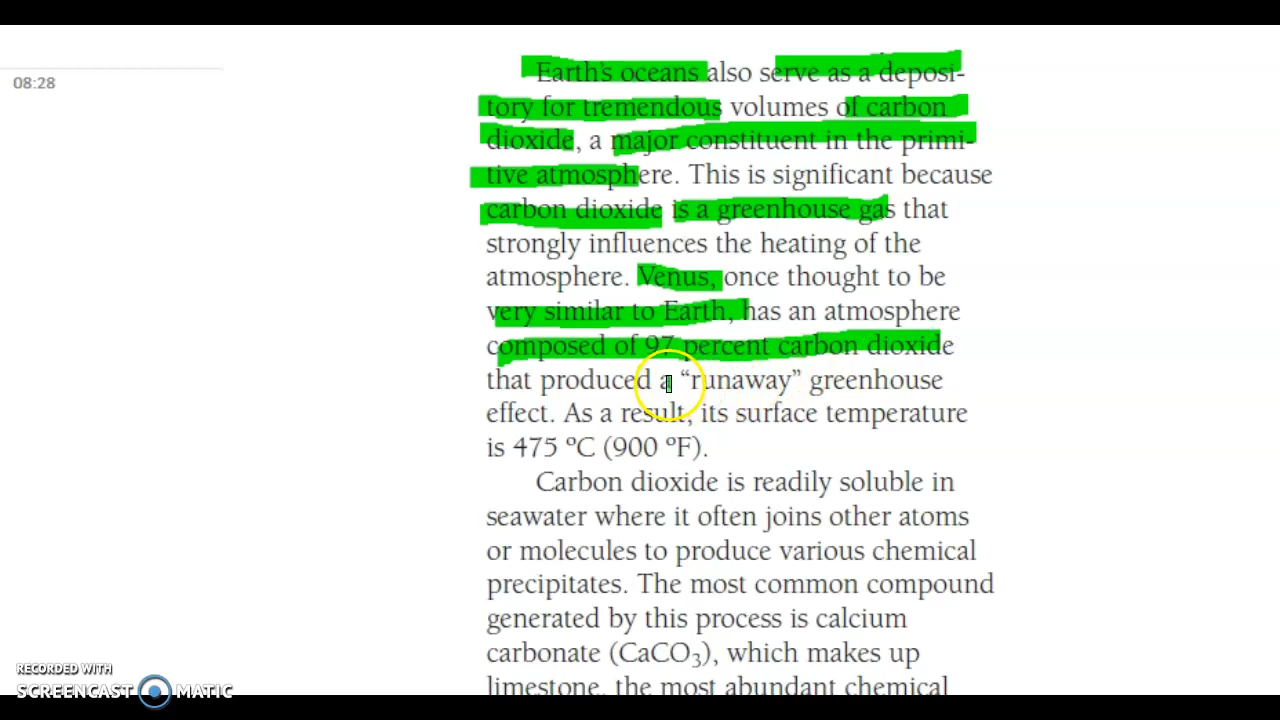 08:28
Earth's oceans also serve as a deposi-
tory for tremendous volumes of carbon
dioxide, a major constituent in the primi-
tive atmosphere. This is significant because
carbon dioxide is a greenhouse gas that
strongly influences the heating of the
atmosphere. Venus, once thought to be
very similar to Earth, has an atmosphere
composed of 97 percent carbon dioxide
that produced a “runaway” greenhouse
effect. As a result, its surface temperature
is 475 ºC (900 ºF).
Carbon dioxide is readily soluble in
seawater where it often joins other atoms
or molecules to produce various chemical
precipitates. The most common compound
generated by this process is calcium
carbonate (CaCO₃), which makes up
limestone, the most abundant chemical
RECORDED WITH
SCREENCAST MATIC